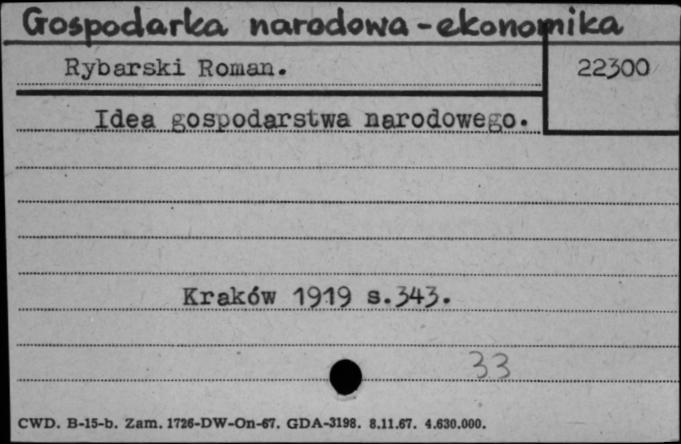 Gospodarka narodowa - ekonomika
Rybarski Roman.
22300
Idea gospodarstwa narodowego.
Kraków 1919 s.343.
33
CWD. B-15-b. Zam. 1726-DW-On-67. GDA-3198. 8.11.67. 4.630.000.